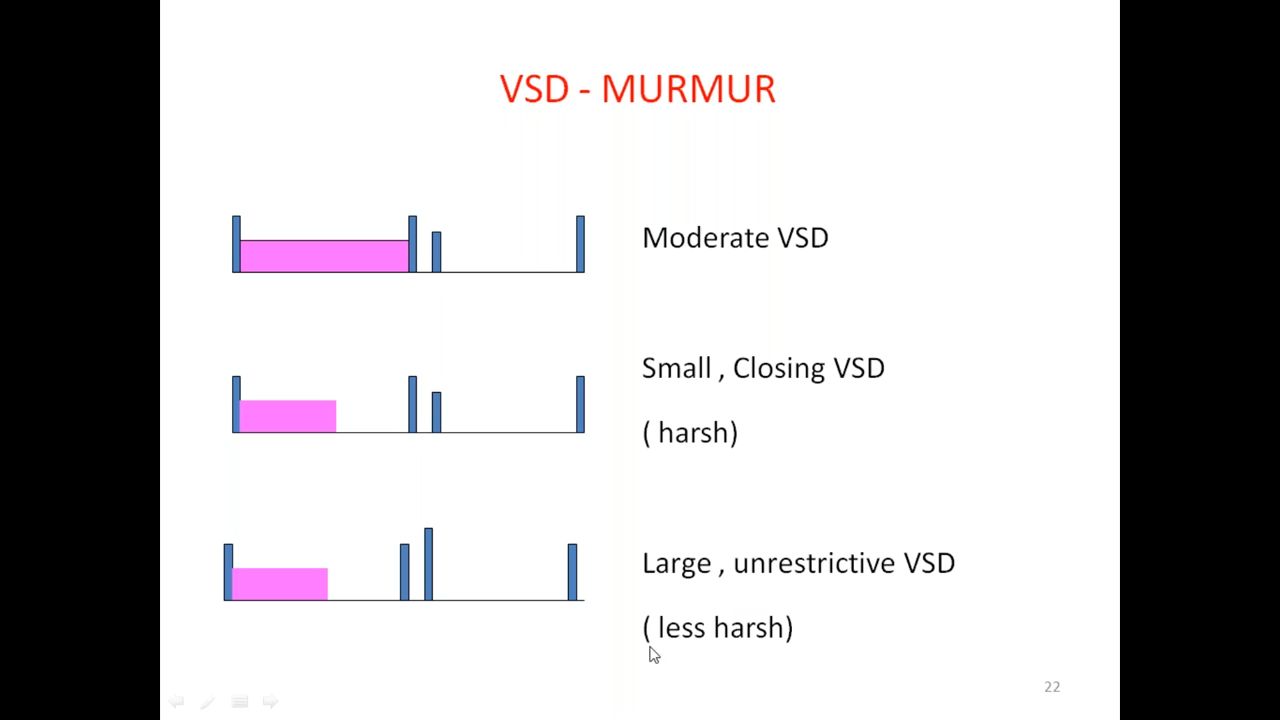 VSD - MURMUR
Moderate VSD
Small , Closing VSD
( harsh)
Large , unrestrictive VSD
( less harsh)
22